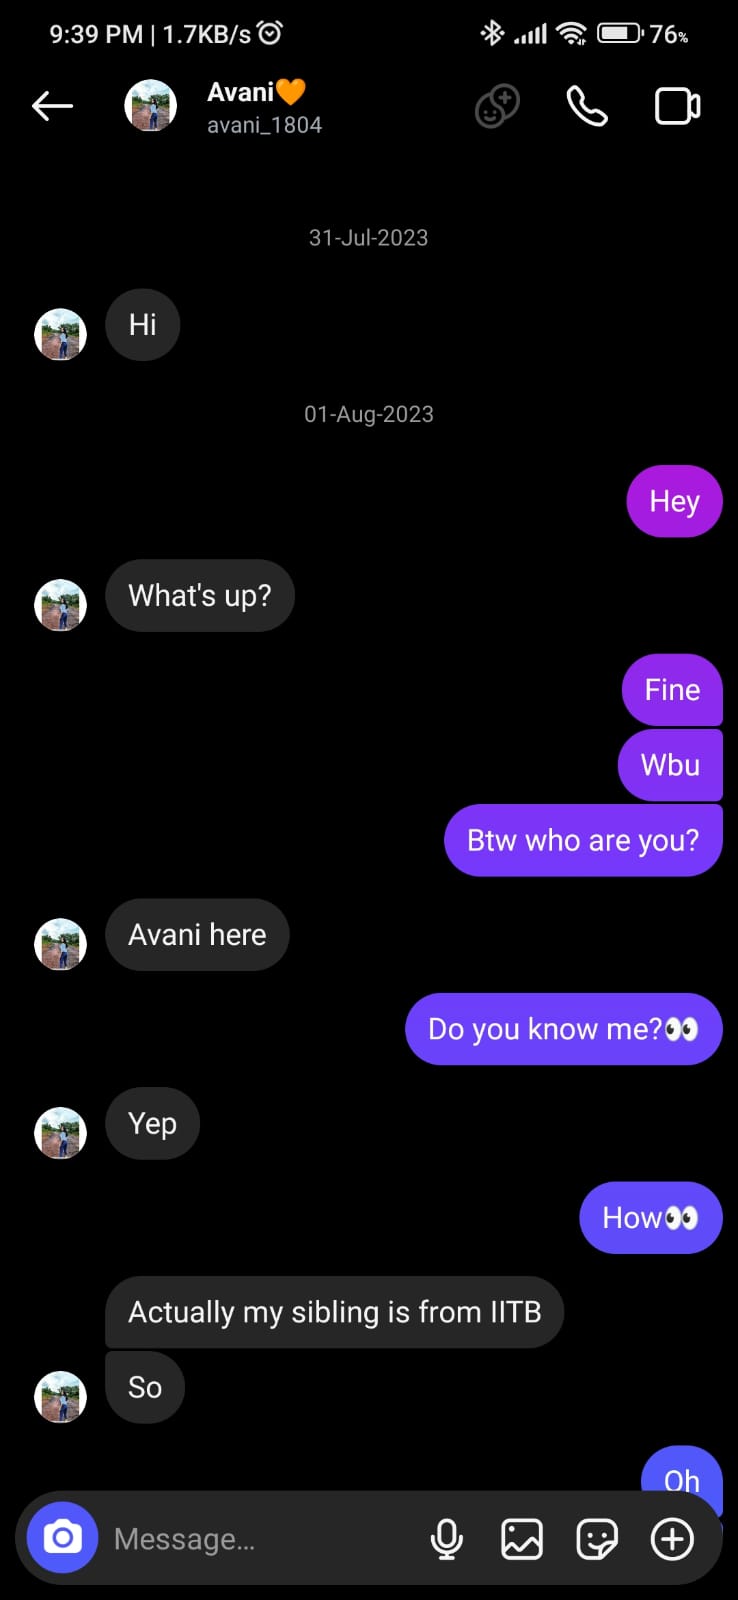 9:39 PM | 1.7KB/s 76%
Avani🧡
avani_1804
31-Jul-2023
Hi
01-Aug-2023
Hey
What's up?
Fine
Wbu
Btw who are you?
Avani here
Do you know me?👀
Yep
How👀
Actually my sibling is from IITB
So
Oh
Message...